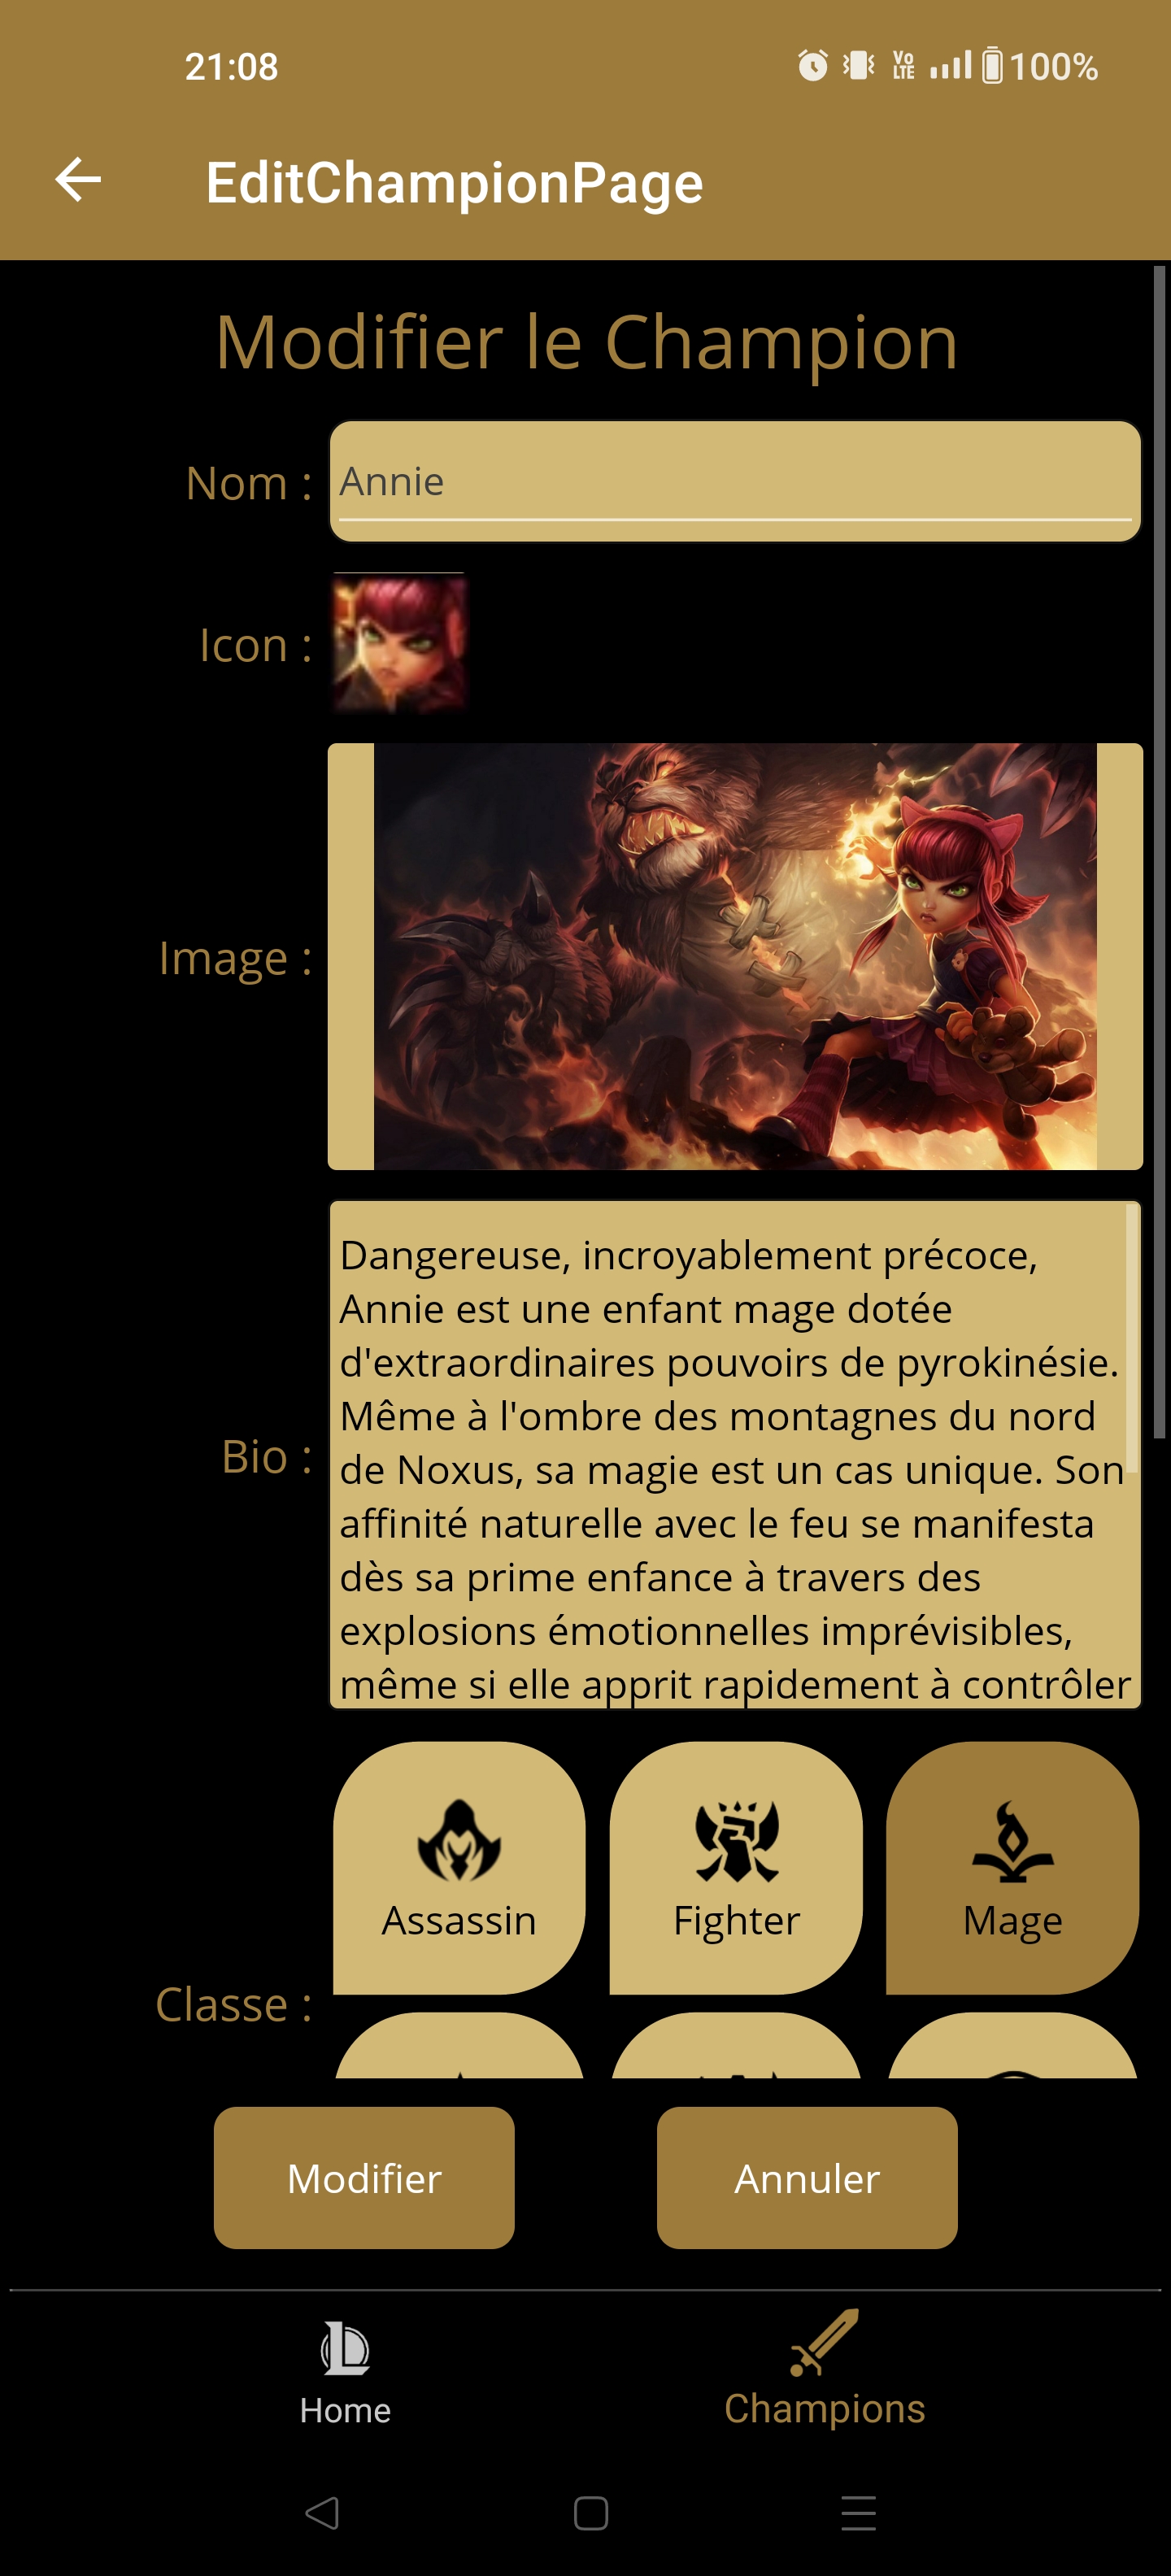 21:08
VoLTE 100%
EditChampionPage
Modifier le Champion
Nom : Annie
Icon :
Image :
Bio :
Dangereuse, incroyablement précoce,
Annie est une enfant mage dotée
d'extraordinaires pouvoirs de pyrokinésie.
Même à l'ombre des montagnes du nord
de Noxus, sa magie est un cas unique. Son
affinité naturelle avec le feu se manifesta
dès sa prime enfance à travers des
explosions émotionnelles imprévisibles,
même si elle apprit rapidement à contrôler
Classe :
Assassin Fighter Mage
Modifier Annuler
Home Champions